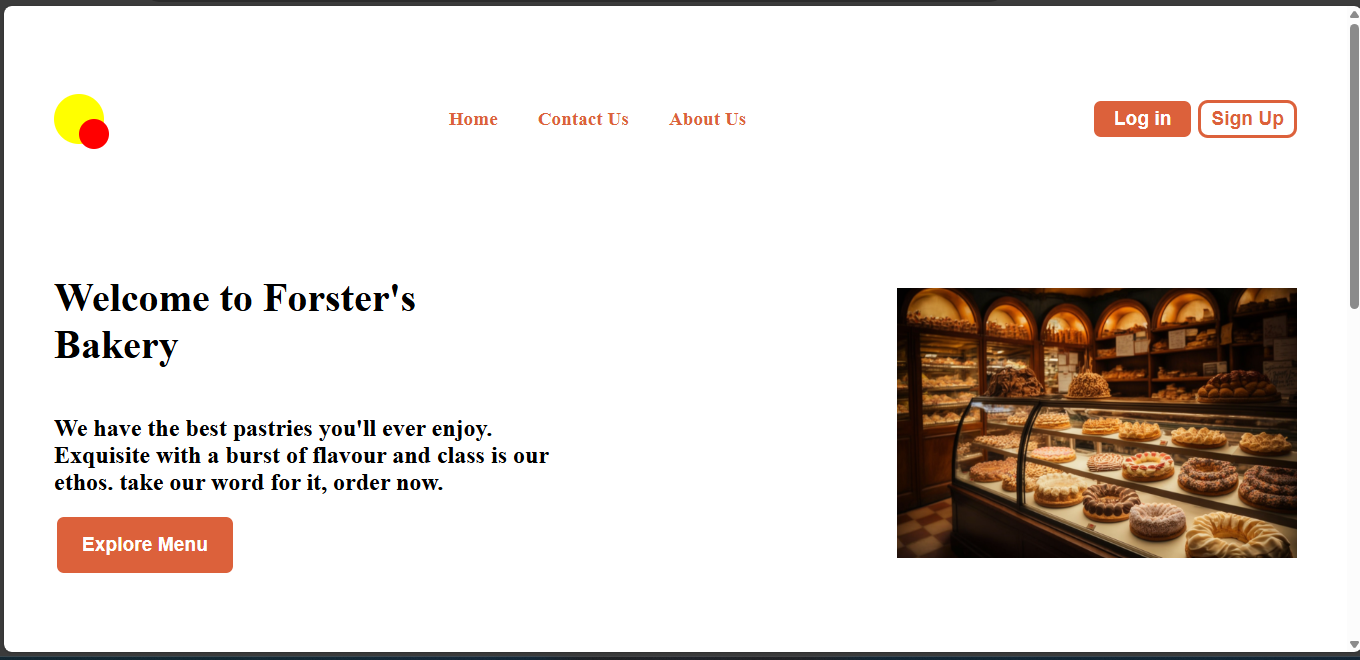 Home Contact Us About Us Log in Sign Up
Welcome to Forster's
Bakery
We have the best pastries you'll ever enjoy.
Exquisite with a burst of flavour and class is our
ethos. take our word for it, order now.
Explore Menu